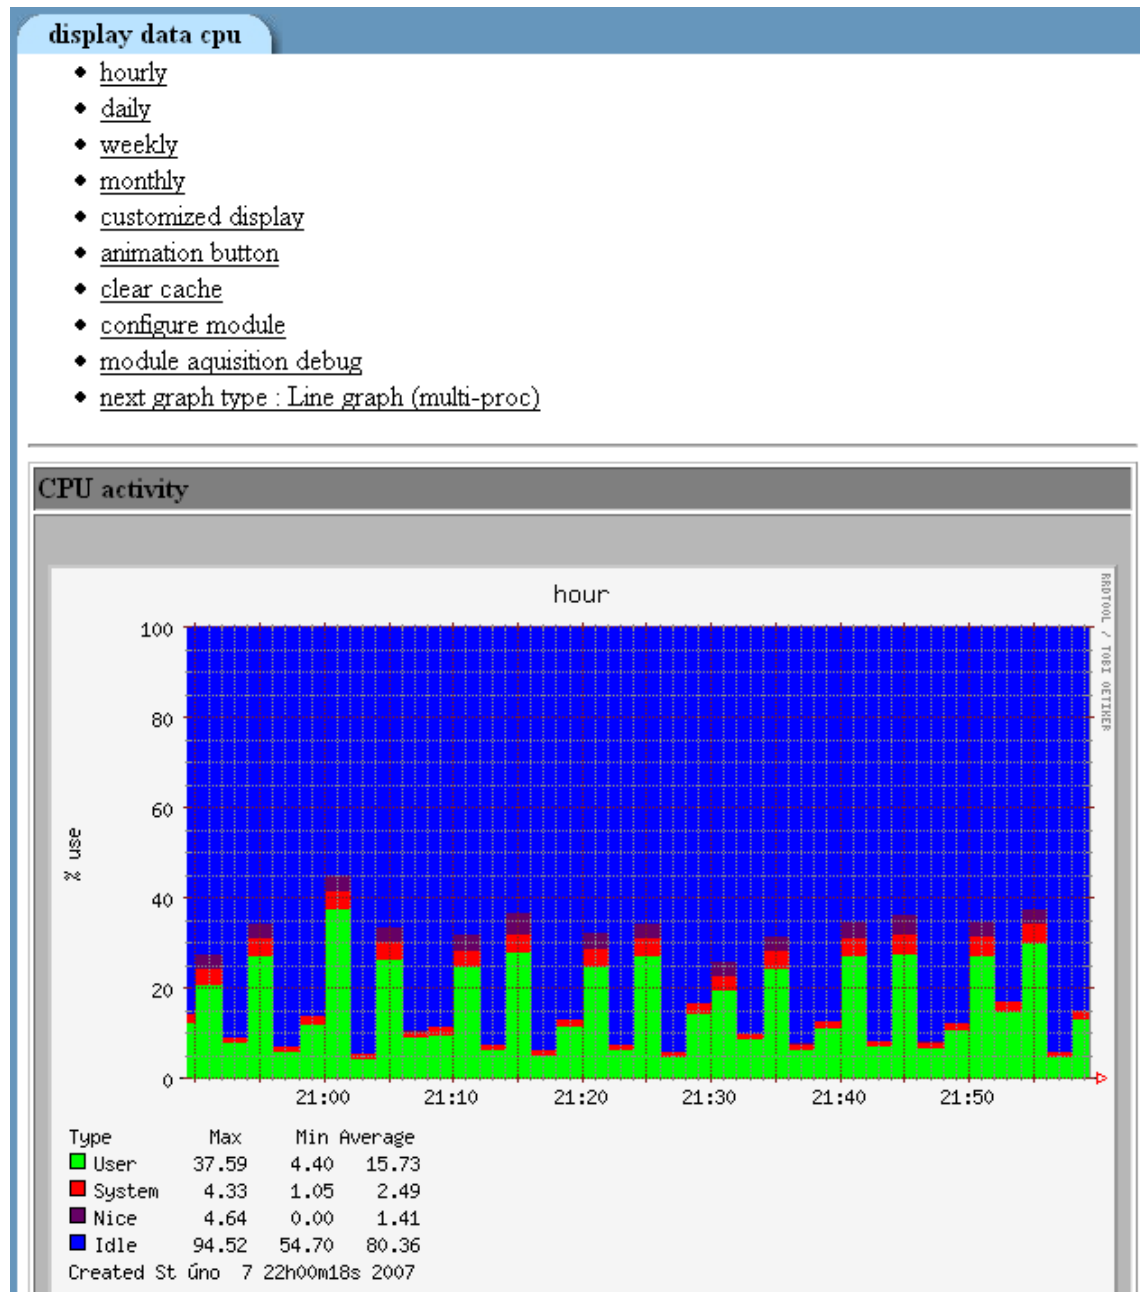 display data cpu
hourly
daily
weekly
monthly
customized display
animation button
clear cache
configure module
module aquisition debug
next graph type : Line graph (multi-proc)
CPU activity
hour
RRDTOOL / TOBI OETIKER
% use
100
80
60
40
20
0
21:00 21:10 21:20 21:30 21:40 21:50
Type Max Min Average
User 37.59 4.40 15.73
System 4.33 1.05 2.49
Nice 4.64 0.00 1.41
Idle 94.52 54.70 80.36
Created St úno 7 22h00m18s 2007